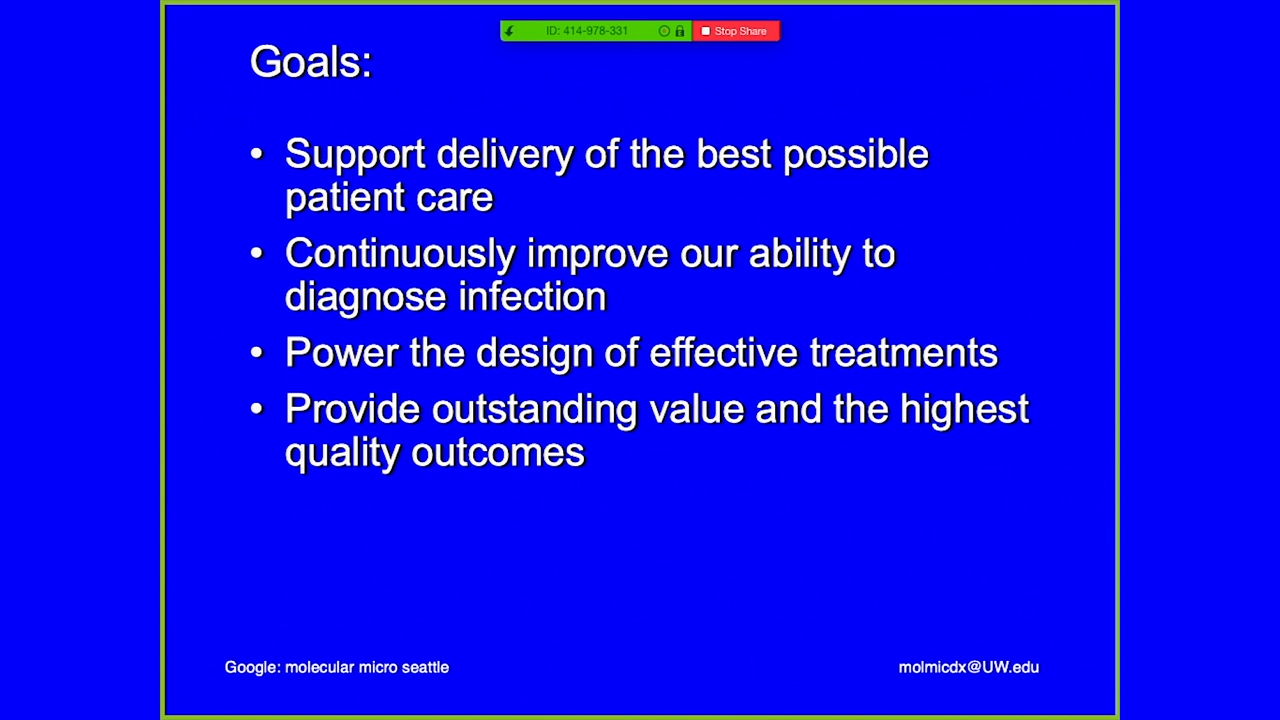 ID: 414-978-331
Stop Share
Goals:
• Support delivery of the best possible
patient care
• Continuously improve our ability to
diagnose infection
• Power the design of effective treatments
• Provide outstanding value and the highest
quality outcomes
Google: molecular micro seattle
molmicdx@UW.edu